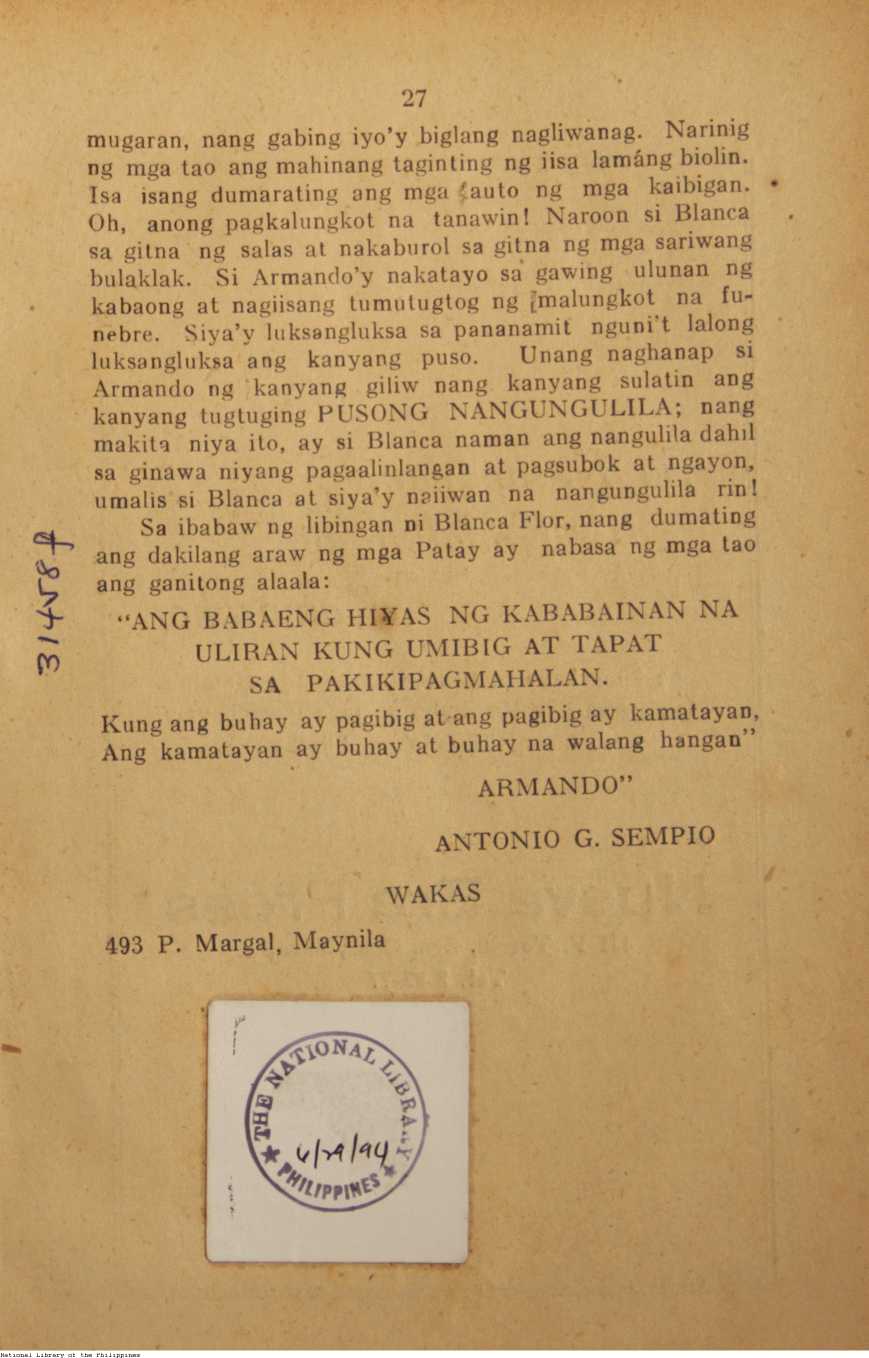 27
mugaran, nang gabing iyo'y biglang nagliwanag. Narinig
ng mga tao ang mahinang taginting ng iisa lamáng biolin.
Isa isang dumarating ang mga auto ng mga kaibigan.
Oh, anong pagkalungkot na tanawin! Naroon si Blanca
sa gitna ng salas at nakaburol sa gitna ng mga sariwang
bulaklak. Si Armando'y nakatayo sa gawing ulunan ng
kabaong at nagiisang tumutugtog ng malungkot na fu-
nebre. Siya'y luksangluksa sa pananamit nguni't lalong
luksangluksa ang kanyang puso. Unang naghanap si
Armando ng kanyang giliw nang kanyang sulatin ang
kanyang tugtuging PUSONG NANGUNGULILA; nang
makita niya ito, ay si Blanca naman ang nangulila dahil
sa ginawa niyang pagaalinlangan at pagsubok at ngayon,
umalis si Blanca at siya'y naiiwan na nangungulila rin!
Sa ibabaw ng libingan ni Blanca Flor, nang dumating
ang dakilang araw ng mga Patay ay nabasa ng mga tao
ang ganitong alaala:
"ANG BABAENG HIYAS NG KABABAINAN NA
ULIRAN KUNG UMIBIG AT TAPAT
SA PAKIKIPAGMAHALAN.
Kung ang buhay ay pagibig at ang pagibig ay kamatayan,
Ang kamatayan ay buhay at buhay na walang hangan"
ARMANDO"
ANTONIO G. SEMPIO
WAKAS
493 P. Margal, Maynila
THE NATIONAL LIBRARY
PHILIPPINES
National Library of the Philippines